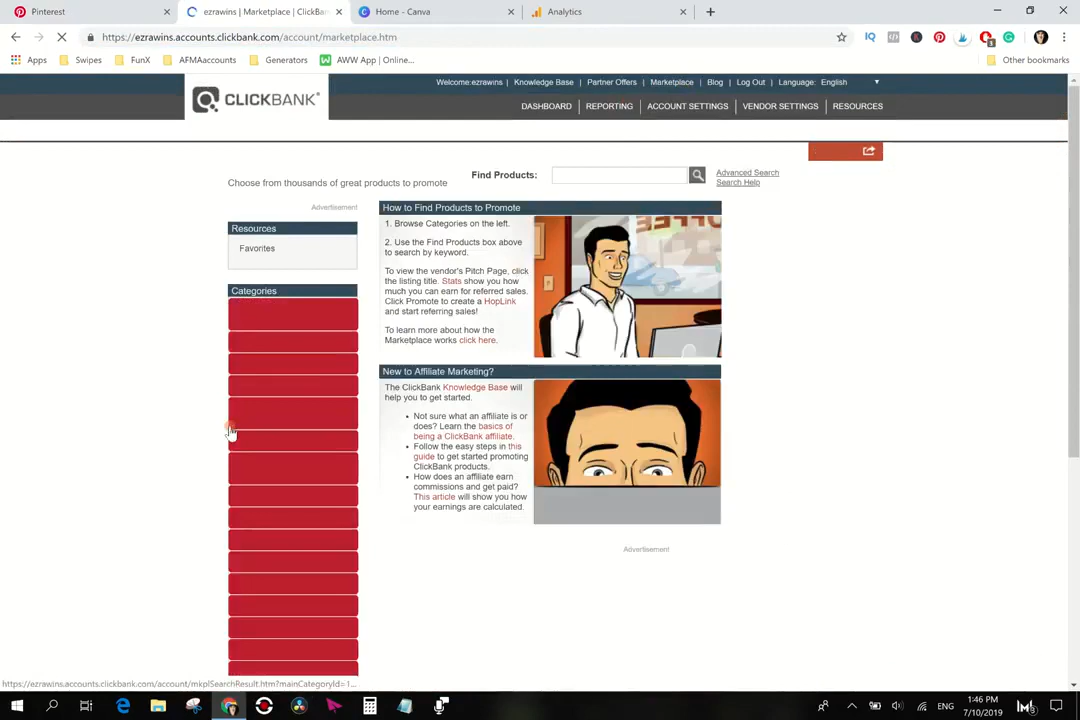 Pinterest
ezrawins | Marketplace | ClickBan
Home - Canva
Analytics
https://ezrawins.accounts.clickbank.com/account/marketplace.htm
Apps
Swipes
FunX
AFMAaccounts
Generators
AWW App | Online...
Other bookmarks
Welcome:ezrawins | Knowledge Base | Partner Offers | Marketplace | Blog | Log Out | Language: English
CLICKBANK
DASHBOARD | REPORTING | ACCOUNT SETTINGS | VENDOR SETTINGS | RESOURCES
Choose from thousands of great products to promote
Find Products:
Advanced Search
Search Help
Advertisement
Resources
Favorites
Categories
How to Find Products to Promote
1. Browse Categories on the left.
2. Use the Find Products box above
to search by keyword.
To view the vendor's Pitch Page, click
the listing title. Stats show you how
much you can earn for referred sales.
Click Promote to create a HopLink
and start referring sales!
To learn more about how the
Marketplace works click here.
New to Affiliate Marketing?
The ClickBank Knowledge Base will
help you to get started.
• Not sure what an affiliate is or
does? Learn the basics of
being a ClickBank affiliate.
• Follow the easy steps in this
guide to get started promoting
ClickBank products.
• How does an affiliate earn
commissions and get paid?
This article will show you how
your earnings are calculated.
Advertisement
https://ezrawins.accounts.clickbank.com/account/mkplSearchResult.htm?mainCategoryId=1...
ENG
1:46 PM
7/10/2019